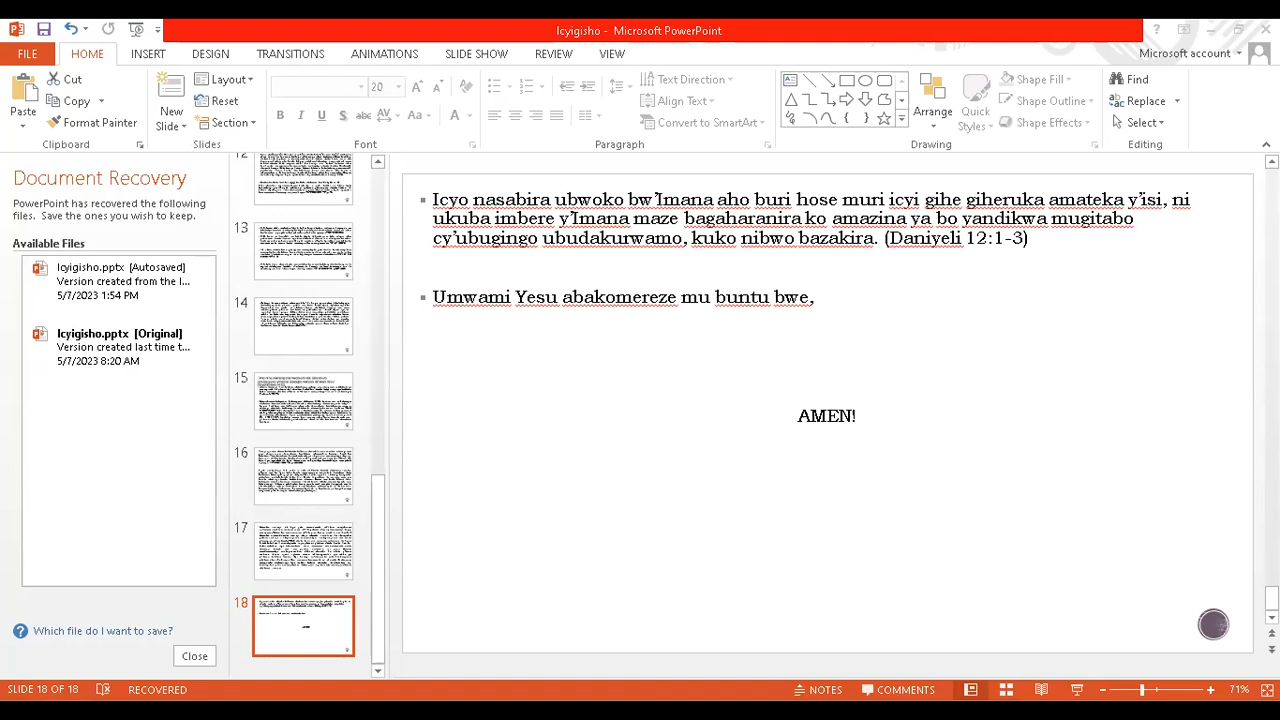 Icyigisho - Microsoft PowerPoint
FILE
HOME
INSERT
DESIGN
TRANSITIONS
ANIMATIONS
SLIDE SHOW
REVIEW
VIEW
Microsoft account
Paste
Cut
Copy
Format Painter
Clipboard
New Slide
Layout
Reset
Section
Slides
20
Font
Paragraph
Text Direction
Align Text
Convert to SmartArt
Arrange
Quick Styles
Shape Fill
Shape Outline
Shape Effects
Drawing
Find
Replace
Select
Editing
Document Recovery
PowerPoint has recovered the following
files. Save the ones you wish to keep.
Available Files
Icyigisho.pptx [Autosaved]
Version created from the l...
5/7/2023 1:54 PM
Icyigisho.pptx [Original]
Version created last time t...
5/7/2023 8:20 AM
Which file do I want to save?
Close
12
13
14
15
16
17
18
Icyo nasabira ubwoko bw'Imana aho buri hose muri icyi gihe giheruka amateka y'isi, ni
ukuba imbere y'Imana maze bagaharanira ko amazina ya bo yandikwa mugitabo
cy'ubugingo ubudakurwamo, kuko nibwo bazakira. (Daniyeli 12:1-3)
Umwami Yesu abakomereze mu buntu bwe,
AMEN!
SLIDE 18 OF 18
RECOVERED
NOTES
COMMENTS
71%